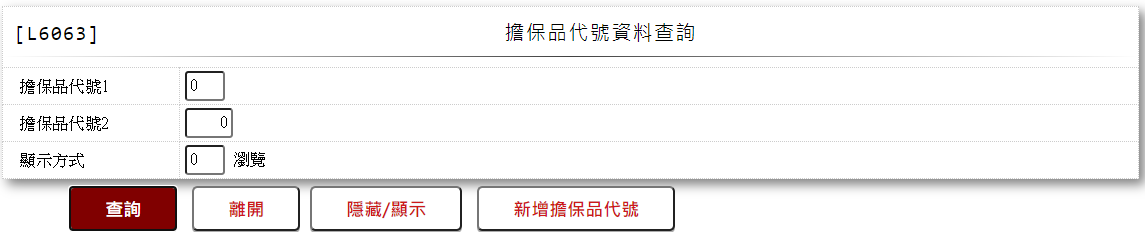 [L6063] 擔保品代號資料查詢
擔保品代號1 0
擔保品代號2 0
顯示方式 0 瀏覽
查詢 離開 隱藏/顯示 新增擔保品代號